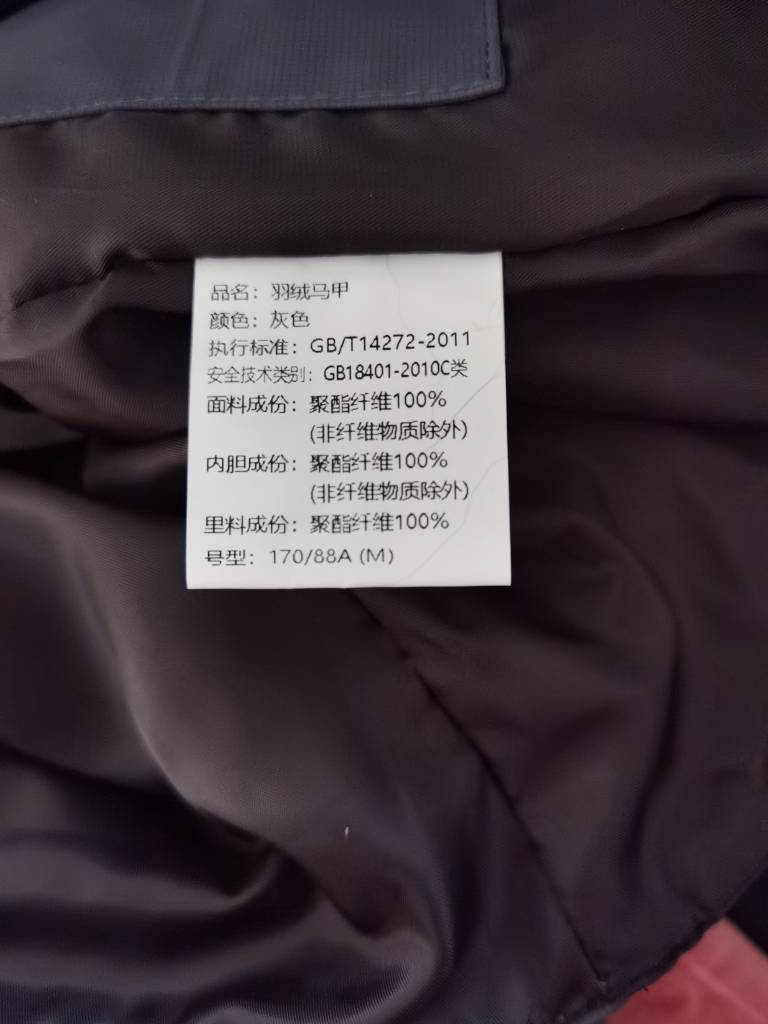 品名：羽绒马甲
颜色：灰色
执行标准：GB/T14272-2011
安全技术类别：GB18401-2010C类
面料成份：聚酯纤维100%
(非纤维物质除外)
内胆成份：聚酯纤维100%
(非纤维物质除外)
里料成份：聚酯纤维100%
号型：170/88A (M)